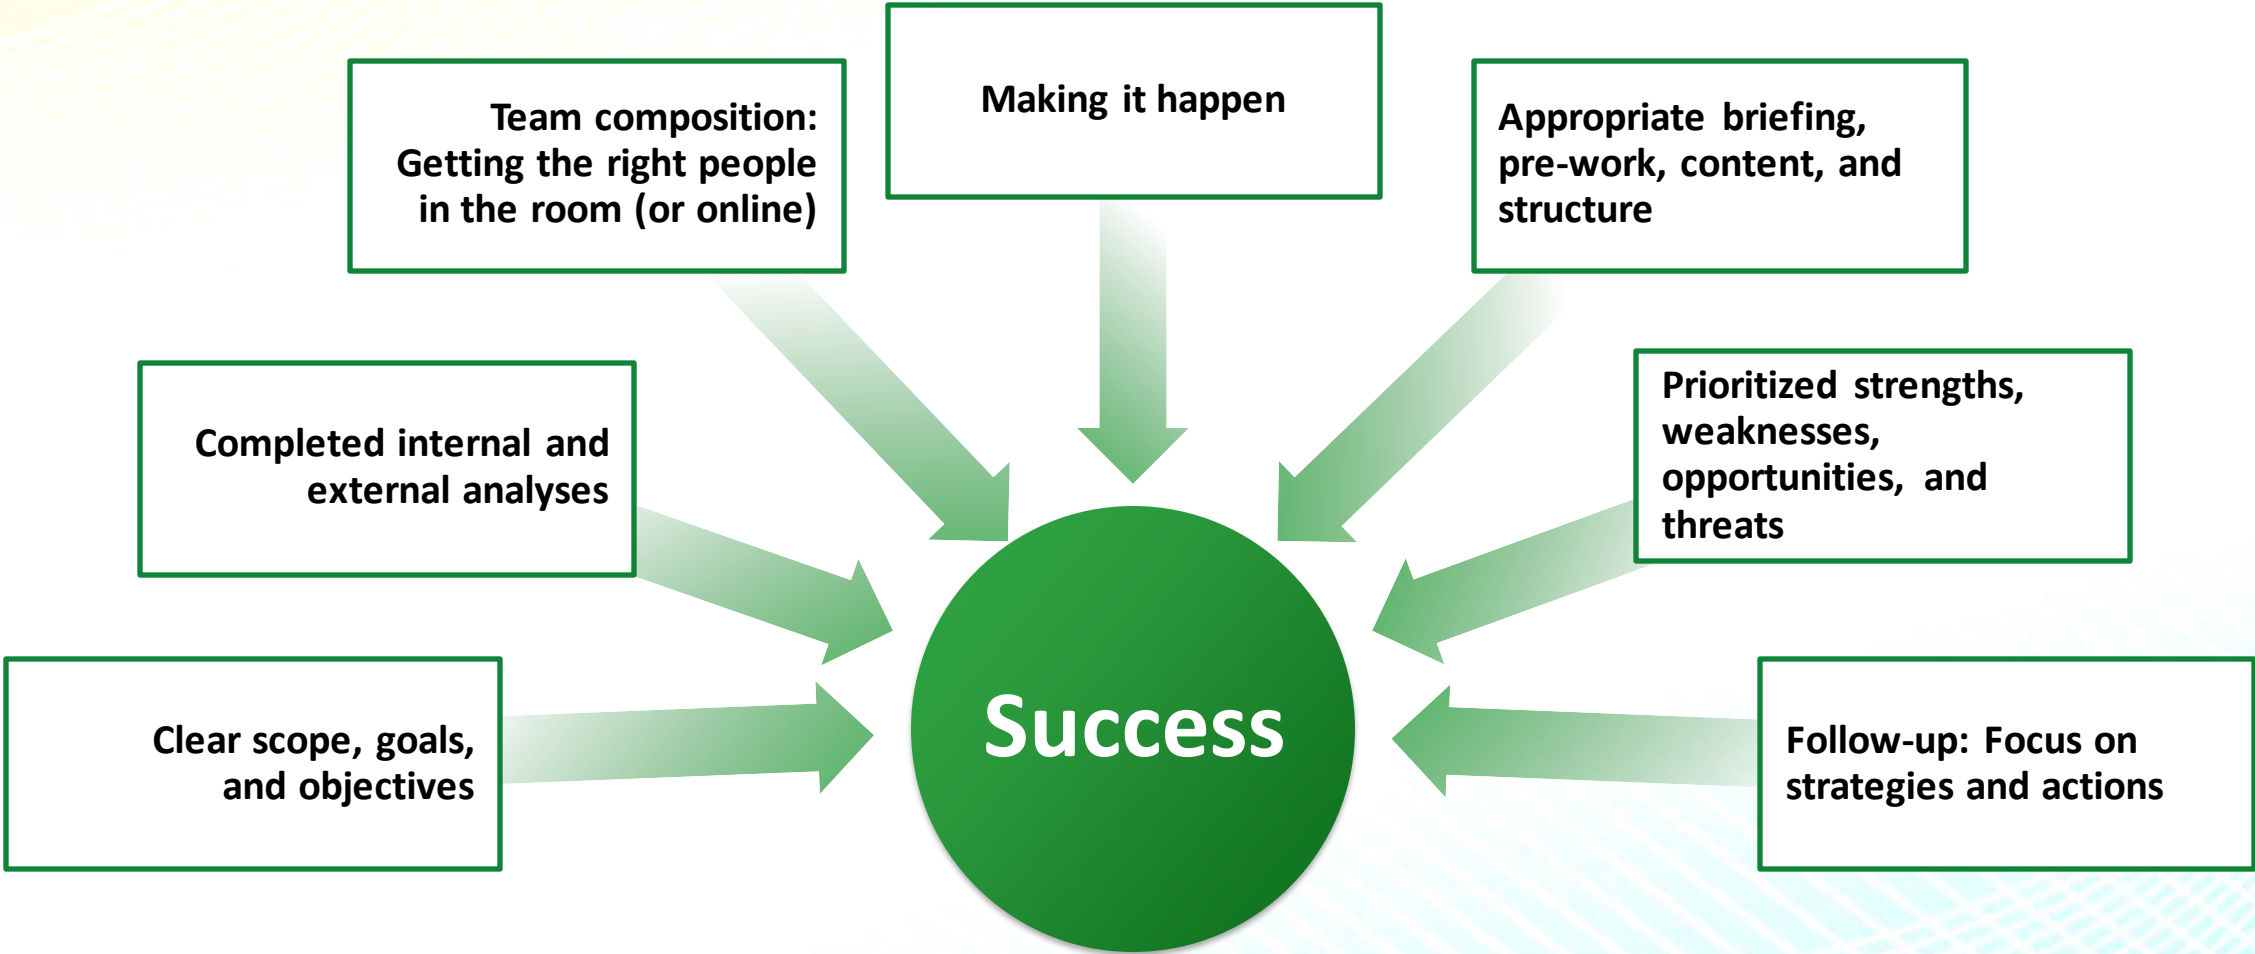 Making it happen
Team composition:
Getting the right people
in the room (or online)
Appropriate briefing,
pre-work, content, and
structure
Completed internal and
external analyses
Prioritized strengths,
weaknesses,
opportunities, and
threats
Clear scope, goals,
and objectives
Success
Follow-up: Focus on
strategies and actions